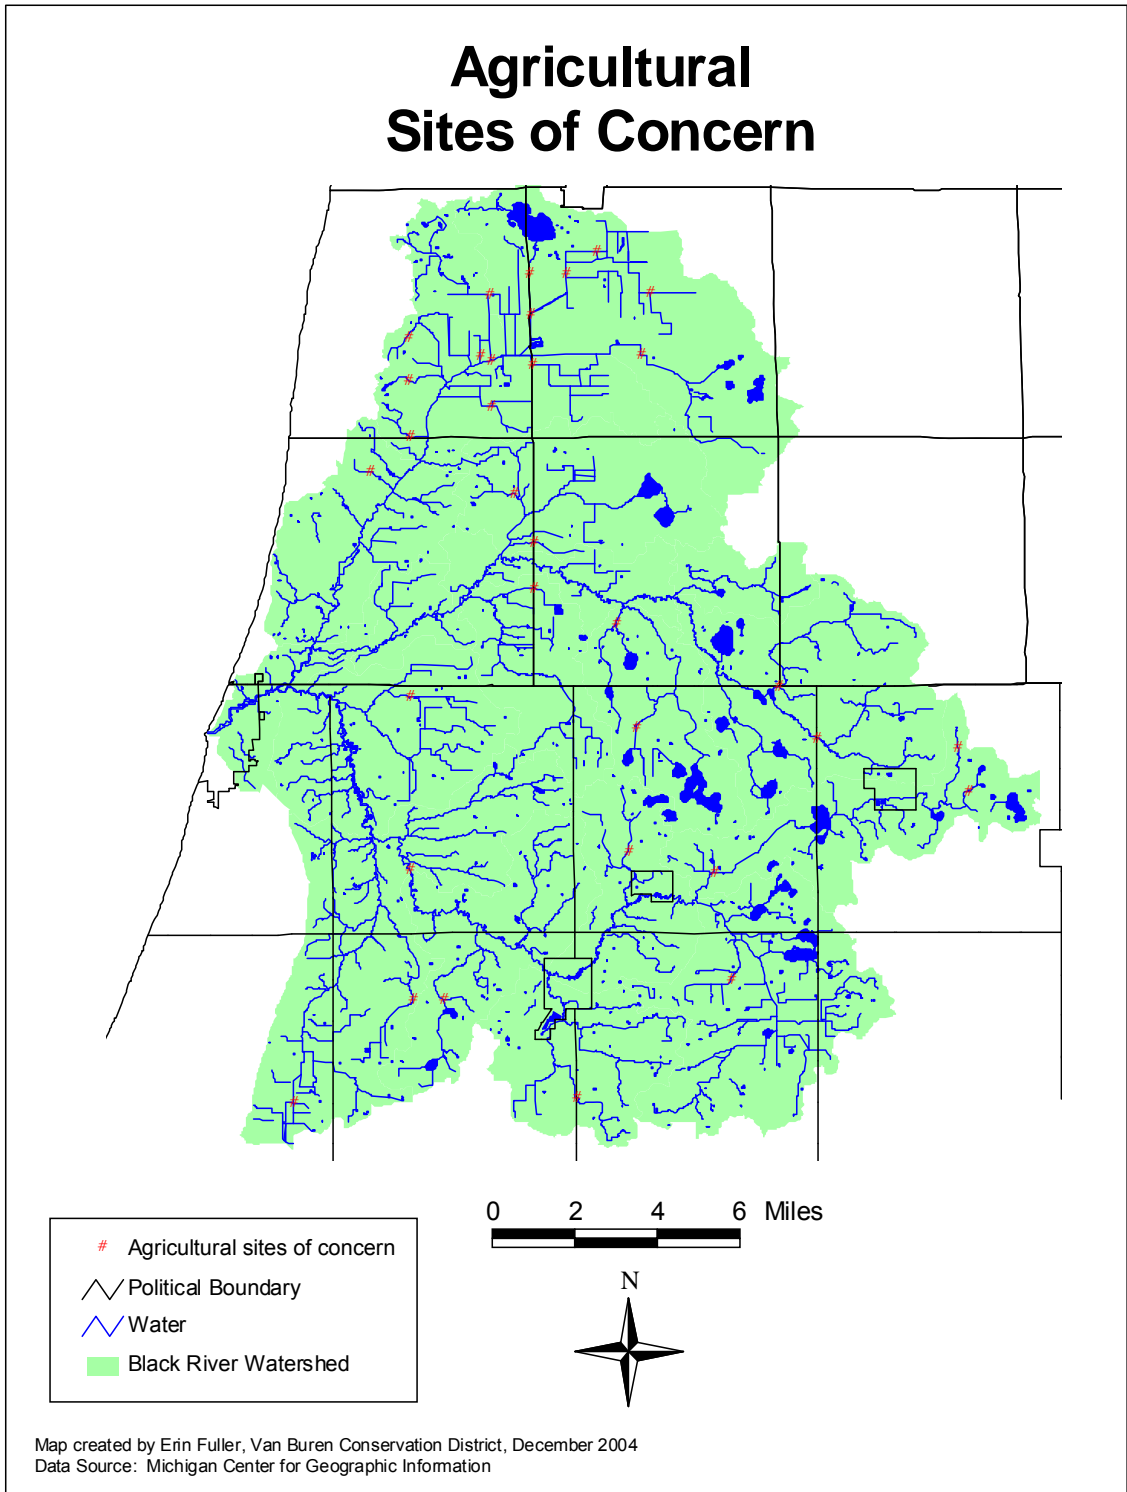 Agricultural
Sites of Concern
0 2 4 6 Miles
N
# Agricultural sites of concern
Political Boundary
Water
Black River Watershed
Map created by Erin Fuller, Van Buren Conservation District, December 2004
Data Source: Michigan Center for Geographic Information